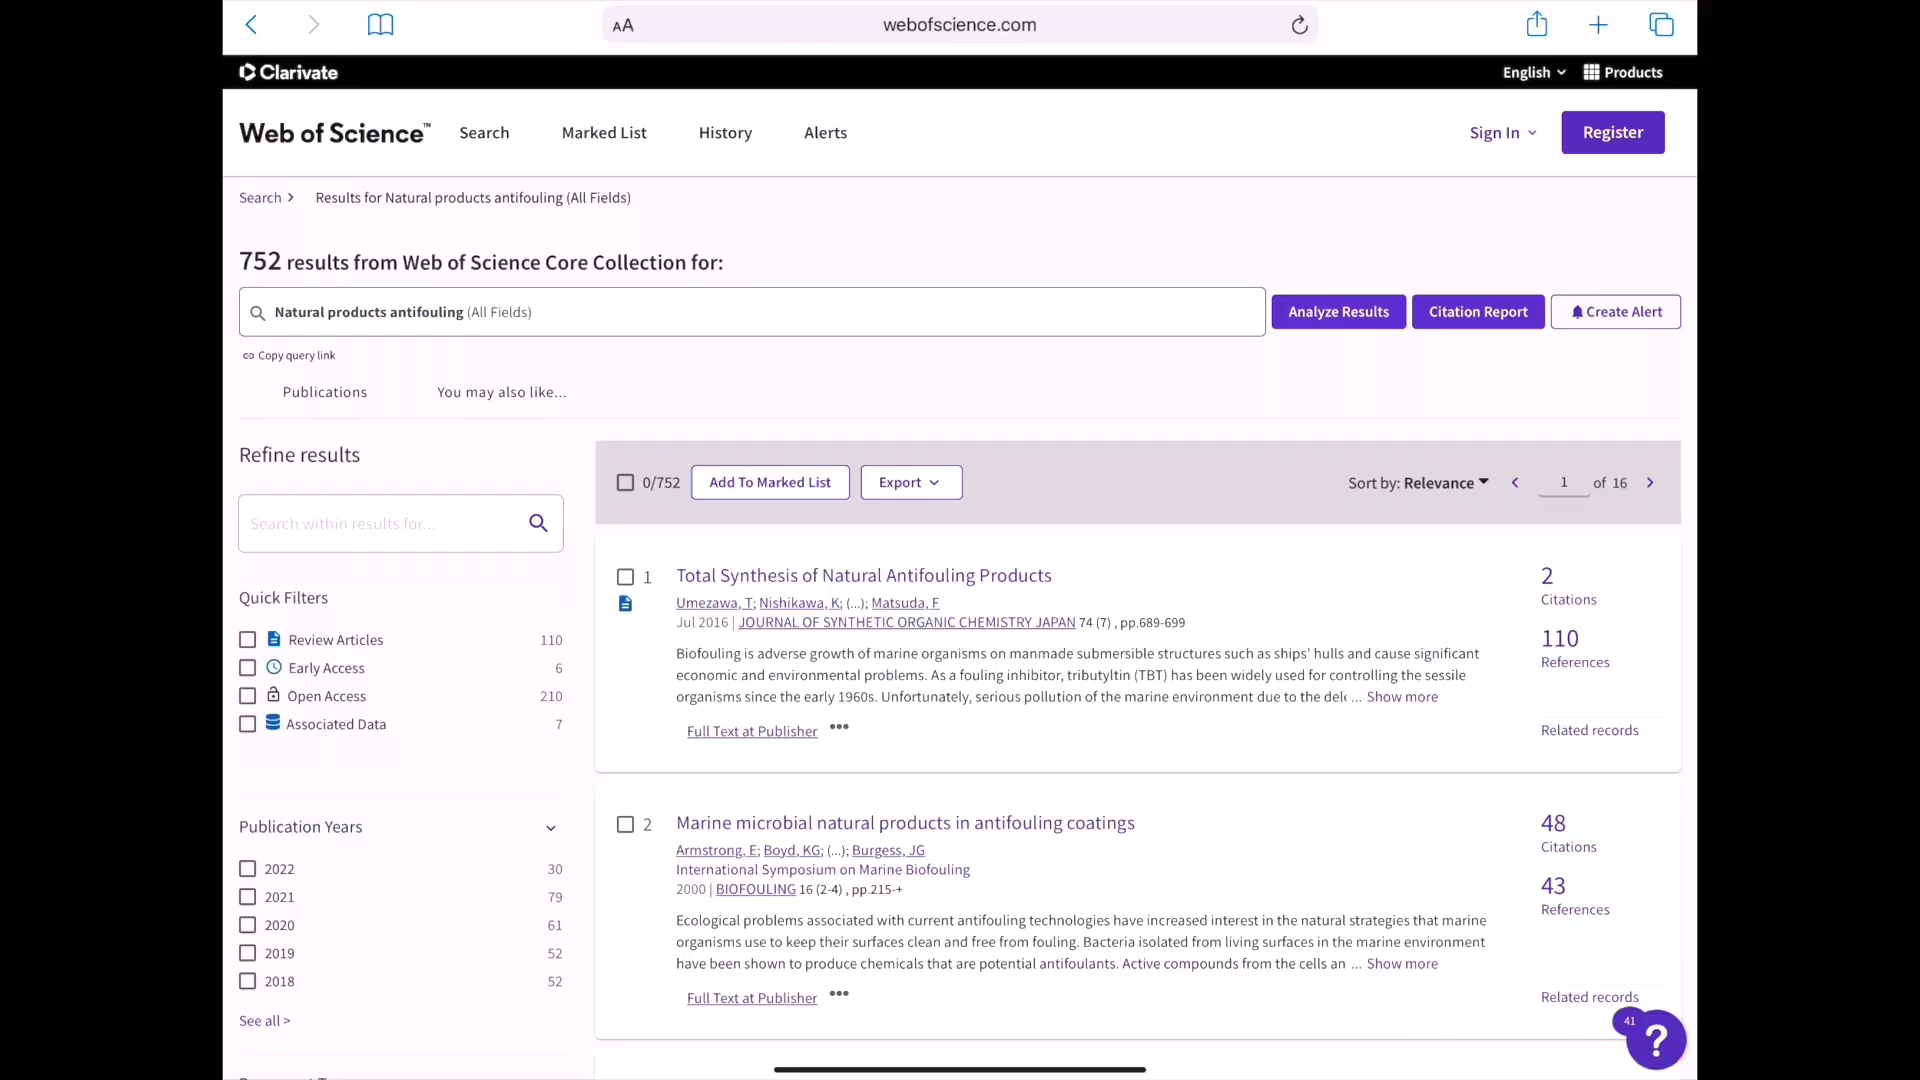 AA
webofscience.com
Clarivate
English
Products
Web of Science™
Search
Marked List
History
Alerts
Sign In
Register
Search > Results for Natural products antifouling (All Fields)
752 results from Web of Science Core Collection for:
Natural products antifouling (All Fields)
Analyze Results
Citation Report
Create Alert
Copy query link
Publications
You may also like...
Refine results
Search within results for...
Quick Filters
Review Articles 110
Early Access 6
Open Access 210
Associated Data 7
Publication Years
2022 30
2021 79
2020 61
2019 52
2018 52
See all >
0/752
Add To Marked List
Export
Sort by: Relevance
1 of 16
1
Total Synthesis of Natural Antifouling Products
Umezawa, T; Nishikawa, K; (...); Matsuda, F
Jul 2016 | JOURNAL OF SYNTHETIC ORGANIC CHEMISTRY JAPAN 74 (7) , pp.689-699
Biofouling is adverse growth of marine organisms on manmade submersible structures such as ships' hulls and cause significant
economic and environmental problems. As a fouling inhibitor, tributyltin (TBT) has been widely used for controlling the sessile
organisms since the early 1960s. Unfortunately, serious pollution of the marine environment due to the dele ... Show more
Full Text at Publisher •••
2
Citations
110
References
Related records
2
Marine microbial natural products in antifouling coatings
Armstrong, E; Boyd, KG; (...); Burgess, JG
International Symposium on Marine Biofouling
2000 | BIOFOULING 16 (2-4) , pp.215-+
Ecological problems associated with current antifouling technologies have increased interest in the natural strategies that marine
organisms use to keep their surfaces clean and free from fouling. Bacteria isolated from living surfaces in the marine environment
have been shown to produce chemicals that are potential antifoulants. Active compounds from the cells an ... Show more
Full Text at Publisher •••
48
Citations
43
References
Related records
41
?